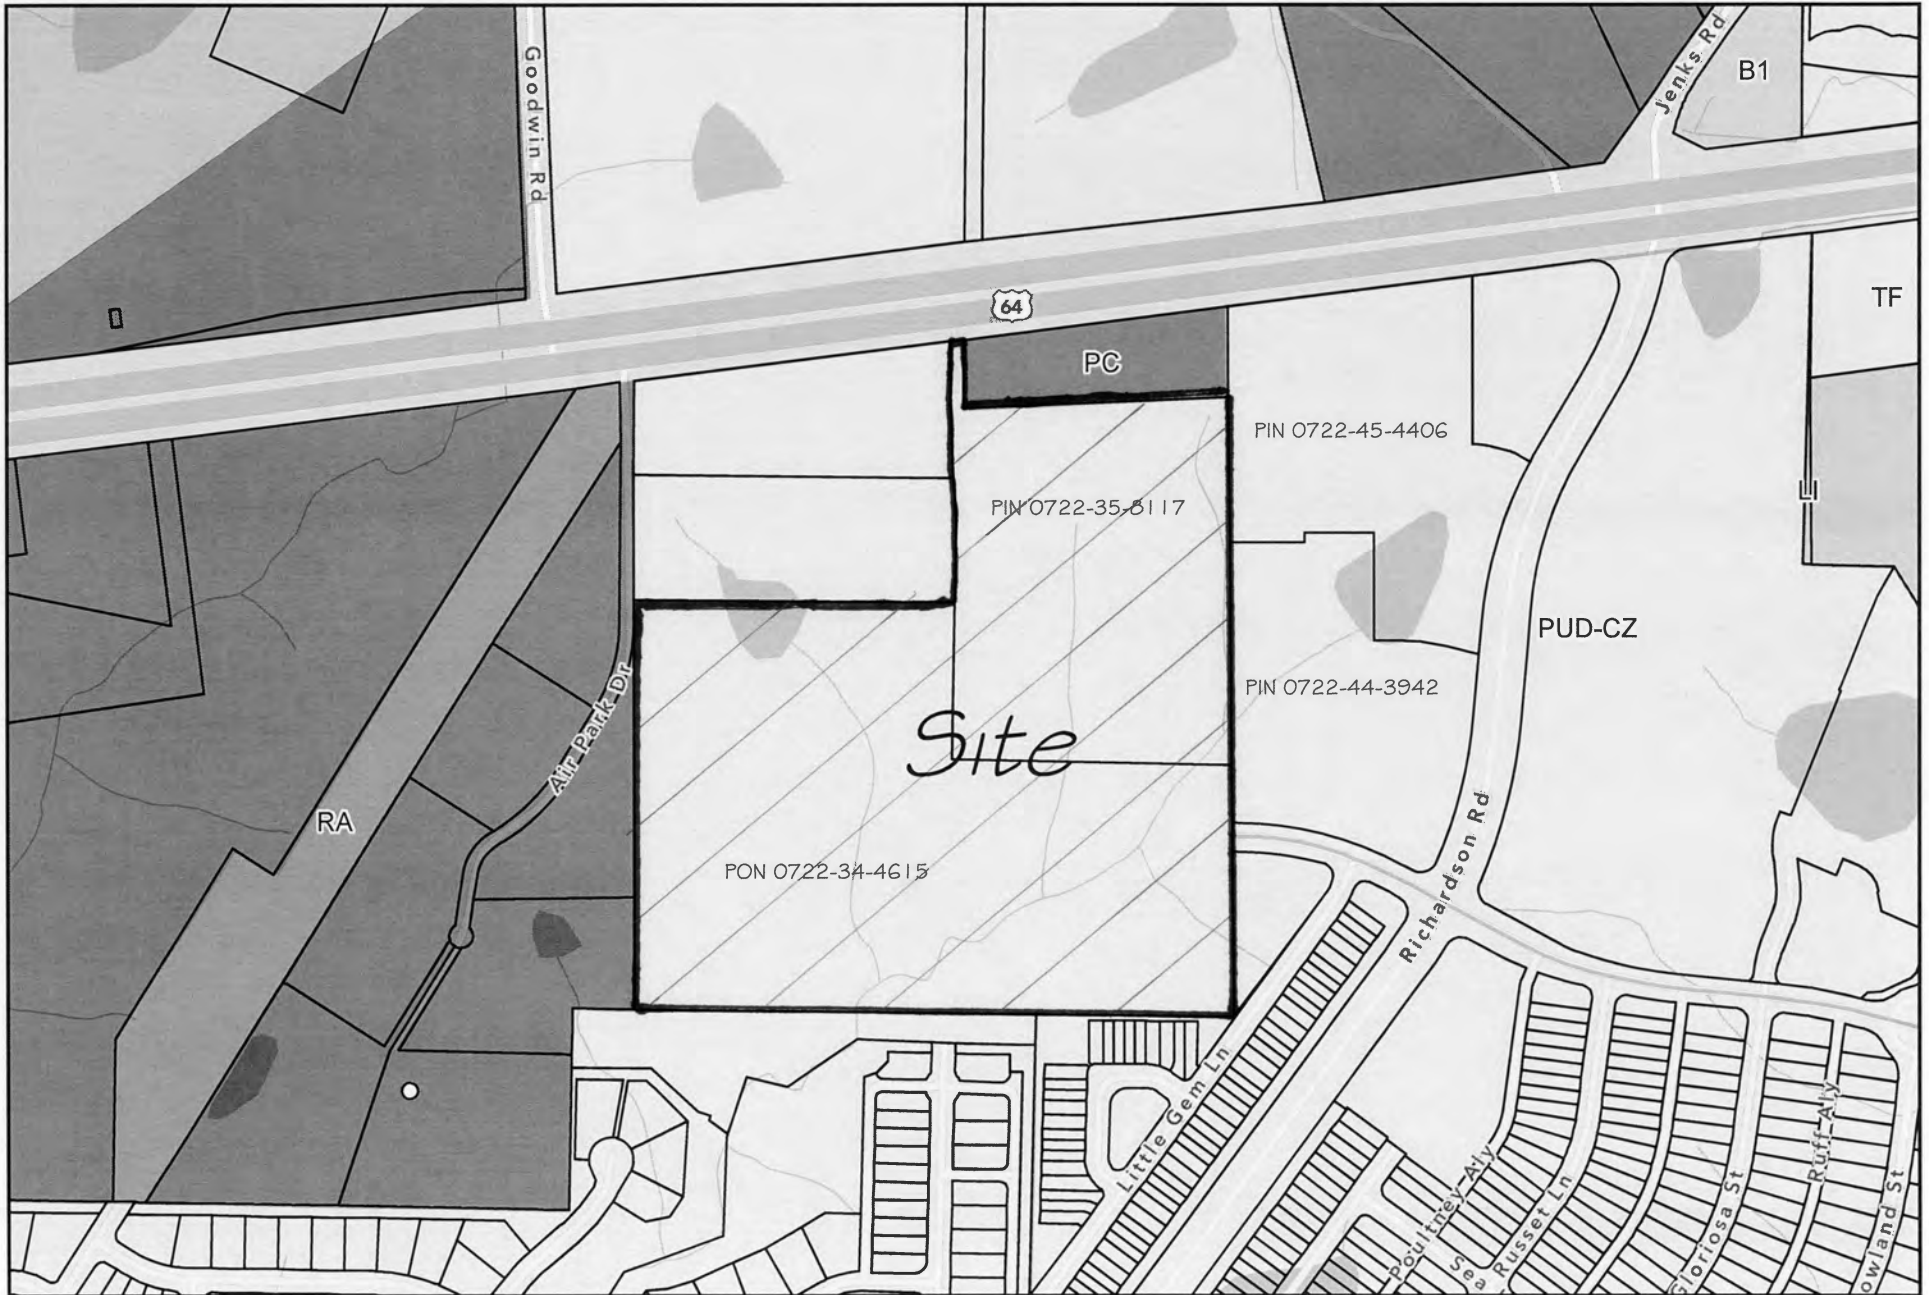 Goodwin Rd
Jenks Rd
B1
64
TF
PC
PIN 0722-45-4406
LI
PIN 0722-35-8117
PUD-CZ
PIN 0722-44-3942
Air Park Dr
Site
RA
Richardson Rd
PON 0722-34-4615
Little Gem Ln
Poultney Aly
Sea Russet Ln
Gloriosa St
Ruff Aly
owland St